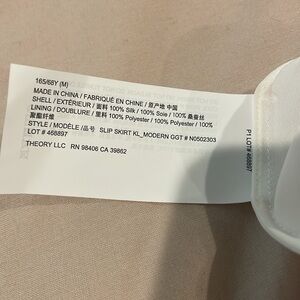 165/68Y (M)
MADE IN CHINA / FABRIQUÉ EN CHINE / 原产地 中国
SHELL / EXTÉRIEUR / 面料 100% Silk / 100% Soie / 100% 桑蚕丝
LINING / DOUBLURE / 里料 100% Polyester / 100% Polyester / 100%
聚酯纤维
STYLE / MODÈLE / 品号 SLIP SKIRT KL_MODERN GGT # N0502303
LOT # 468897
THEORY LLC RN 98406 CA 39862
P1 LOT# 468897